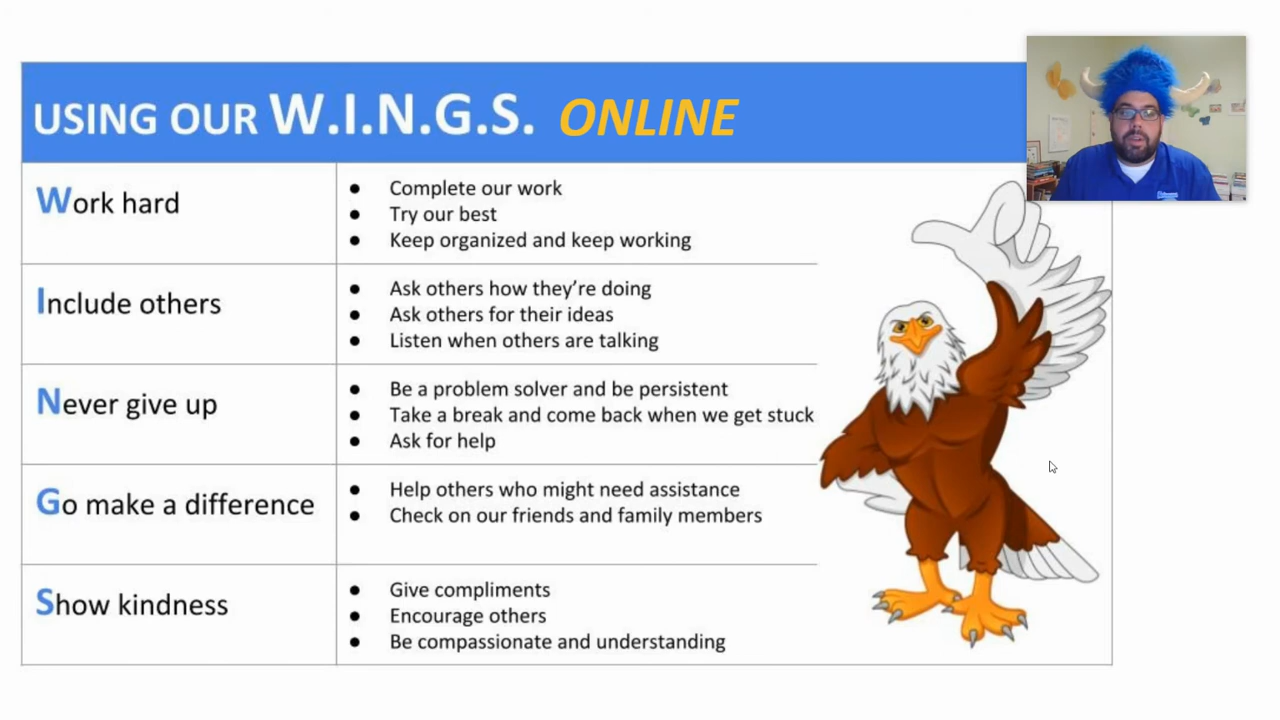 USING OUR W.I.N.G.S. ONLINE
Work hard
● Complete our work
● Try our best
● Keep organized and keep working
Include others
● Ask others how they’re doing
● Ask others for their ideas
● Listen when others are talking
Never give up
● Be a problem solver and be persistent
● Take a break and come back when we get stuck
● Ask for help
Go make a difference
● Help others who might need assistance
● Check on our friends and family members
Show kindness
● Give compliments
● Encourage others
● Be compassionate and understanding